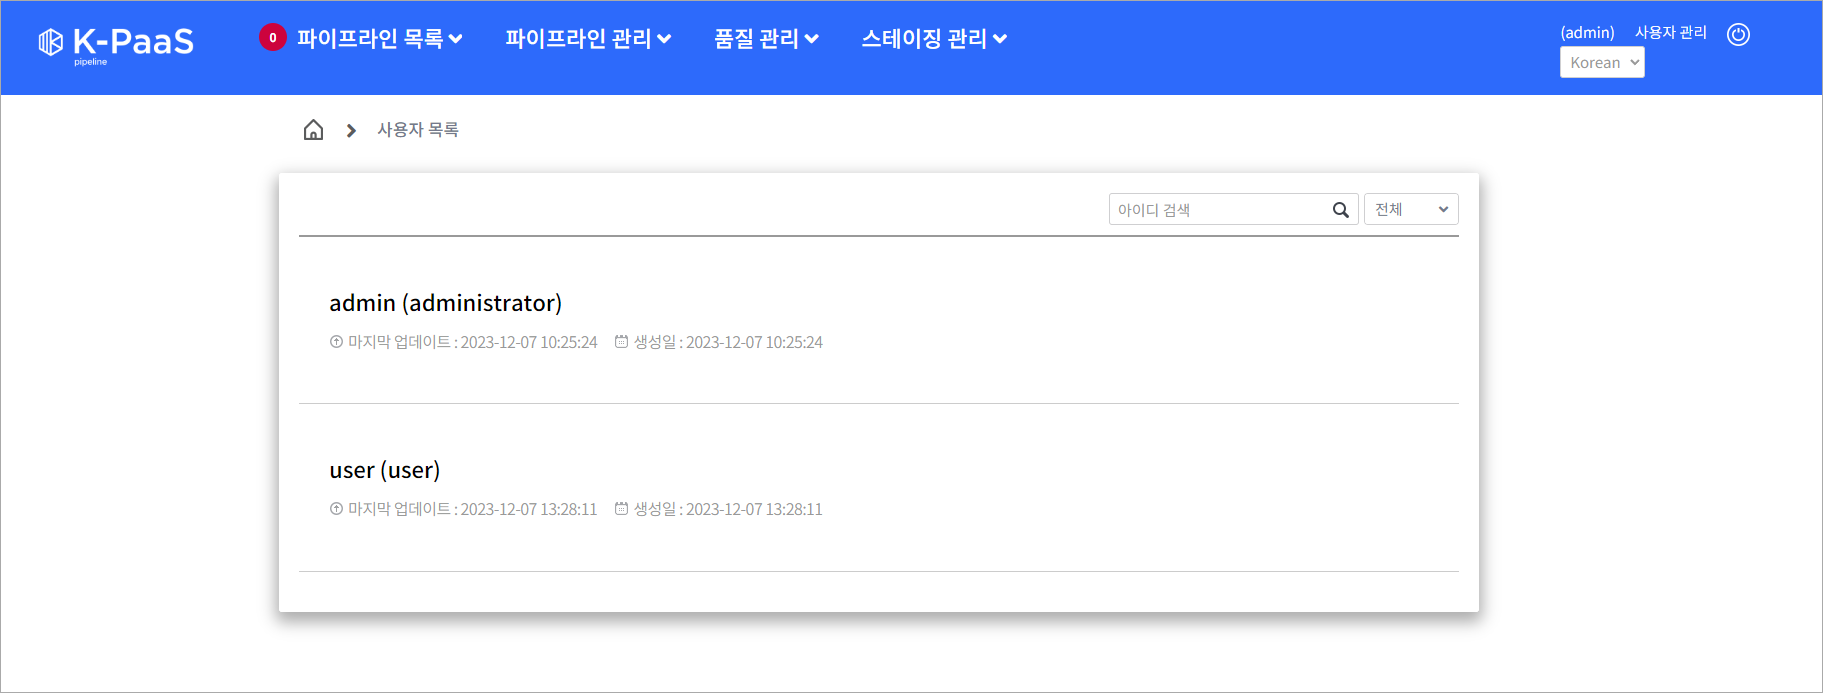 K-PaaS
pipeline
0 파이프라인 목록 파이프라인 관리 품질 관리 스테이징 관리
(admin) 사용자 관리
Korean
사용자 목록
아이디 검색 전체
admin (administrator)
마지막 업데이트 : 2023-12-07 10:25:24 생성일 : 2023-12-07 10:25:24
user (user)
마지막 업데이트 : 2023-12-07 13:28:11 생성일 : 2023-12-07 13:28:11